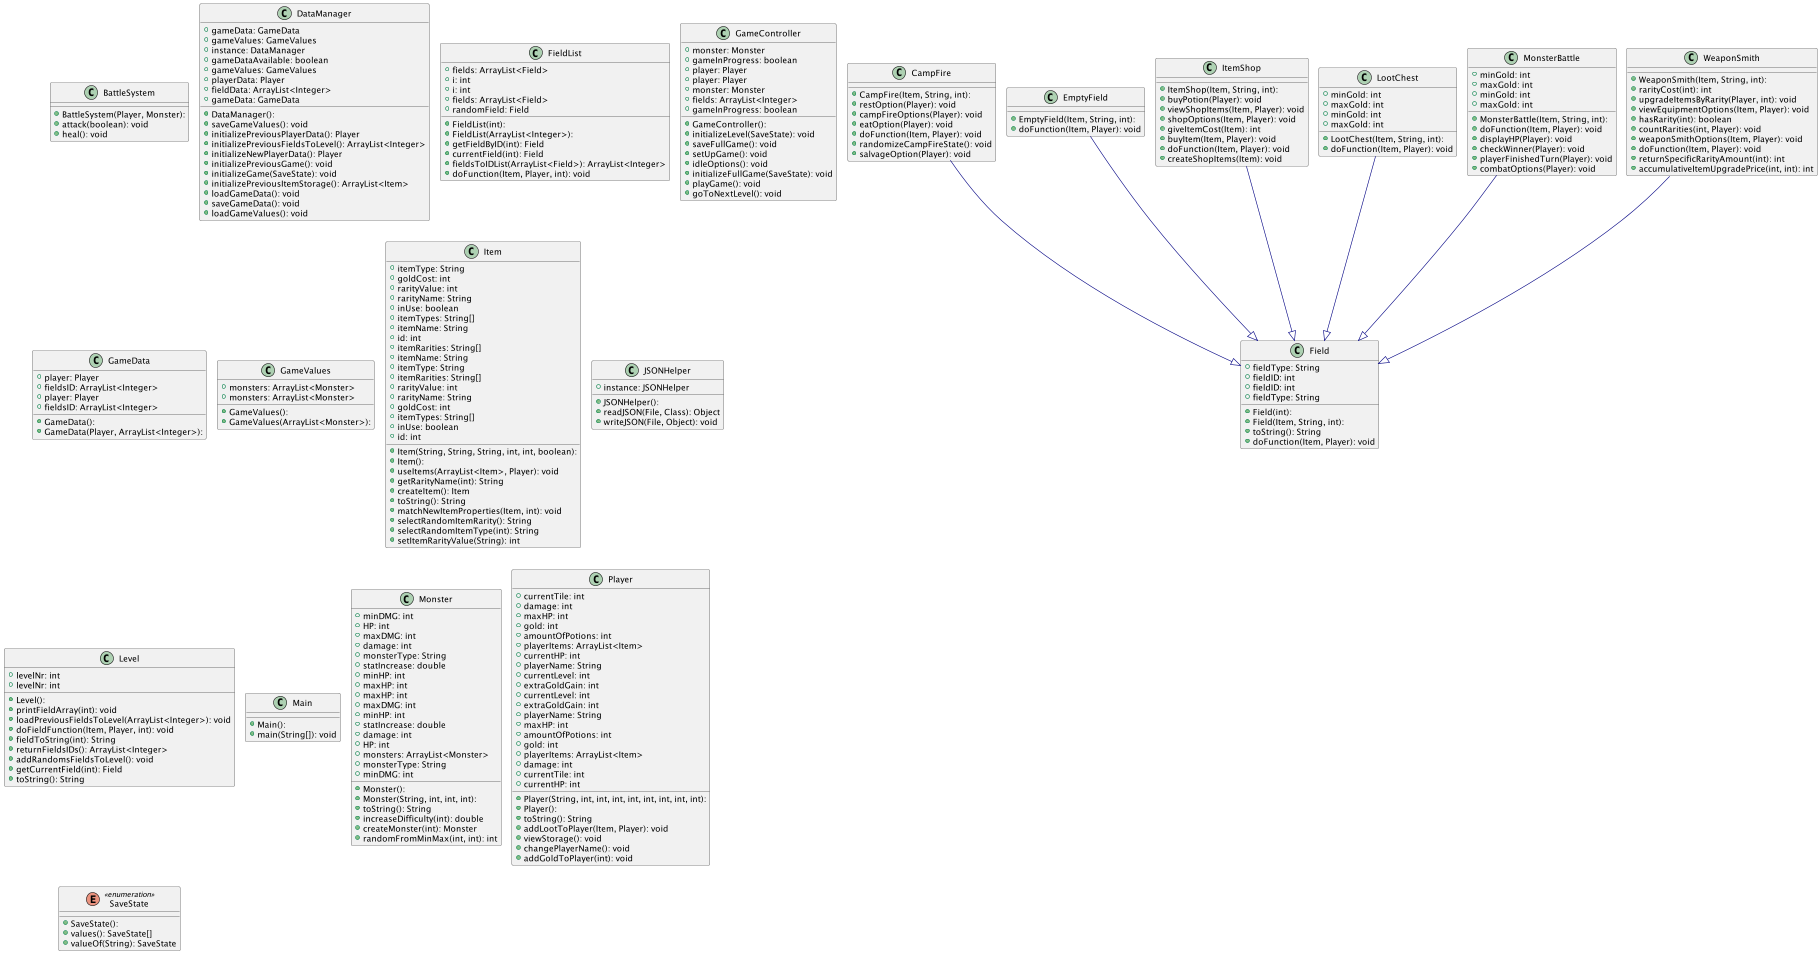 C BattleSystem
BattleSystem(Player, Monster):
attack(boolean): void
heal(): void
C DataManager
gameData: GameData
gameValues: GameValues
instance: DataManager
gameDataAvailable: boolean
gameValues: GameValues
playerData: Player
fieldData: ArrayList<Integer>
gameData: GameData
DataManager():
saveGameValues(): void
initializePreviousPlayerData(): Player
initializePreviousFieldsToLevel(): ArrayList<Integer>
initializeNewPlayerData(): Player
initializeGame(SaveState): void
initializePreviousGame(): void
initializePreviousItemStorage(): ArrayList<Item>
loadGameData(): void
saveGameData(): void
loadGameValues(): void
C FieldList
fields: ArrayList<Field>
i: int
i: int
fields: ArrayList<Field>
randomField: Field
FieldList(int):
FieldList(ArrayList<Integer>):
getFieldByID(int): Field
currentField(int): Field
fieldsToIDList(ArrayList<Field>): ArrayList<Integer>
doFunction(Item, Player, int): void
C GameController
monster: Monster
gameInProgress: boolean
player: Player
player: Player
monster: Monster
fields: ArrayList<Integer>
gameInProgress: boolean
GameController():
initializeLevel(SaveState): void
saveFullGame(): void
setUpGame(): void
idleOptions(): void
initializeFullGame(SaveState): void
playGame(): void
goToNextLevel(): void
C CampFire
CampFire(Item, String, int):
restOption(Player): void
campFireOptions(Player): void
eatOption(Player): void
doFunction(Item, Player): void
randomizeCampFireState(): void
salvageOption(Player): void
C EmptyField
EmptyField(Item, String, int):
doFunction(Item, Player): void
C ItemShop
ItemShop(Item, String, int):
buyPotion(Player): void
viewShopItems(Item, Player): void
shopOptions(Item, Player): void
giveItemCost(Item): int
buyItem(Item, Player): void
doFunction(Item, Player): void
createShopItems(Item): void
C LootChest
minGold: int
maxGold: int
minGold: int
maxGold: int
LootChest(Item, String, int):
doFunction(Item, Player): void
C MonsterBattle
minGold: int
maxGold: int
minGold: int
maxGold: int
MonsterBattle(Item, String, int):
doFunction(Item, Player): void
displayHP(Player): void
checkWinner(Player): void
playerFinishedTurn(Player): void
combatOptions(Player): void
C WeaponSmith
WeaponSmith(Item, String, int):
rarityCost(int): int
upgradeItemsByRarity(Player, int): void
viewEquipmentOptions(Item, Player): void
hasRarity(int): boolean
countRarities(int, Player): void
weaponSmithOptions(Item, Player): void
doFunction(Item, Player): void
returnSpecificRarityAmount(int): int
accumulativeItemUpgradePrice(int, int): int
C GameData
player: Player
fieldsID: ArrayList<Integer>
player: Player
fieldsID: ArrayList<Integer>
GameData():
GameData(Player, ArrayList<Integer>):
C GameValues
monsters: ArrayList<Monster>
monsters: ArrayList<Monster>
GameValues():
GameValues(ArrayList<Monster>):
C Item
itemType: String
goldCost: int
rarityValue: int
rarityName: String
inUse: boolean
itemTypes: String[]
itemName: String
id: int
itemRarities: String[]
itemName: String
itemType: String
itemRarities: String[]
rarityValue: int
rarityName: String
goldCost: int
itemTypes: String[]
inUse: boolean
id: int
Item(String, String, String, int, int, boolean):
Item():
useItems(ArrayList<Item>, Player): void
getRarityName(int): String
createItem(): Item
toString(): String
matchNewItemProperties(Item, int): void
selectRandomItemRarity(): String
selectRandomItemType(int): String
setItemRarityValue(String): int
C JSONHelper
instance: JSONHelper
JSONHelper():
readJSON(File, Class): Object
writeJSON(File, Object): void
C Field
fieldType: String
fieldID: int
fieldID: int
fieldType: String
Field(int):
Field(Item, String, int):
toString(): String
doFunction(Item, Player): void
C Level
levelNr: int
levelNr: int
Level():
printFieldArray(int): void
loadPreviousFieldsToLevel(ArrayList<Integer>): void
doFieldFunction(Item, Player, int): void
fieldToString(int): String
returnFieldsIDs(): ArrayList<Integer>
addRandomsFieldsToLevel(): void
getCurrentField(int): Field
toString(): String
C Main
Main():
main(String[]): void
C Monster
minDMG: int
HP: int
maxDMG: int
damage: int
monsterType: String
statIncrease: double
minHP: int
maxHP: int
maxHP: int
maxDMG: int
minHP: int
statIncrease: double
damage: int
HP: int
monsters: ArrayList<Monster>
monsterType: String
minDMG: int
Monster():
Monster(String, int, int, int):
toString(): String
increaseDifficulty(int): double
createMonster(int): Monster
randomFromMinMax(int, int): int
C Player
currentTile: int
damage: int
maxHP: int
gold: int
amountOfPotions: int
playerItems: ArrayList<Item>
currentHP: int
playerName: String
currentLevel: int
extraGoldGain: int
currentLevel: int
extraGoldGain: int
playerName: String
maxHP: int
amountOfPotions: int
gold: int
playerItems: ArrayList<Item>
damage: int
currentTile: int
currentHP: int
Player(String, int, int, int, int, int, int, int, int):
Player():
toString(): String
addLootToPlayer(Item, Player): void
viewStorage(): void
changePlayerName(): void
addGoldToPlayer(int): void
E «enumeration»
SaveState
SaveState():
values(): SaveState[]
valueOf(String): SaveState